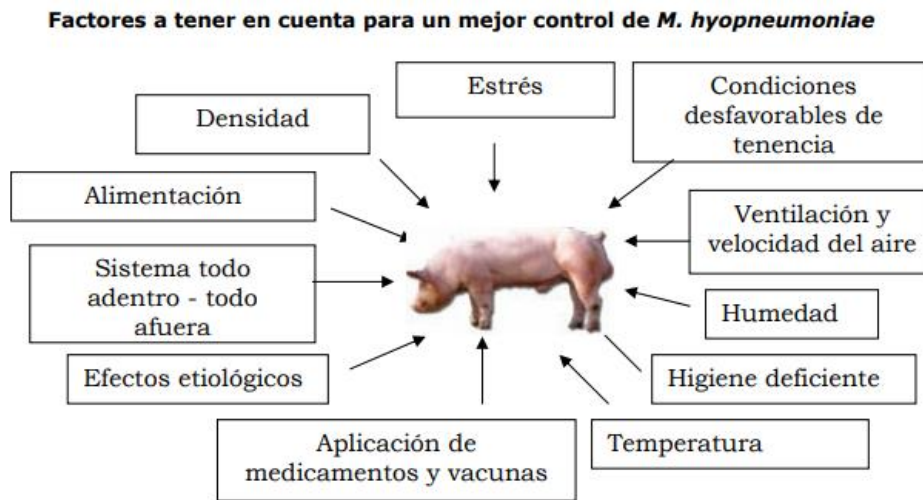 Factores a tener en cuenta para un mejor control de M. hyopneumoniae
Estrés
Condiciones
desfavorables de
tenencia
Densidad
Alimentación
Ventilación y
velocidad del aire
Sistema todo
adentro - todo
afuera
Humedad
Efectos etiológicos
Higiene deficiente
Aplicación de
medicamentos y vacunas
Temperatura